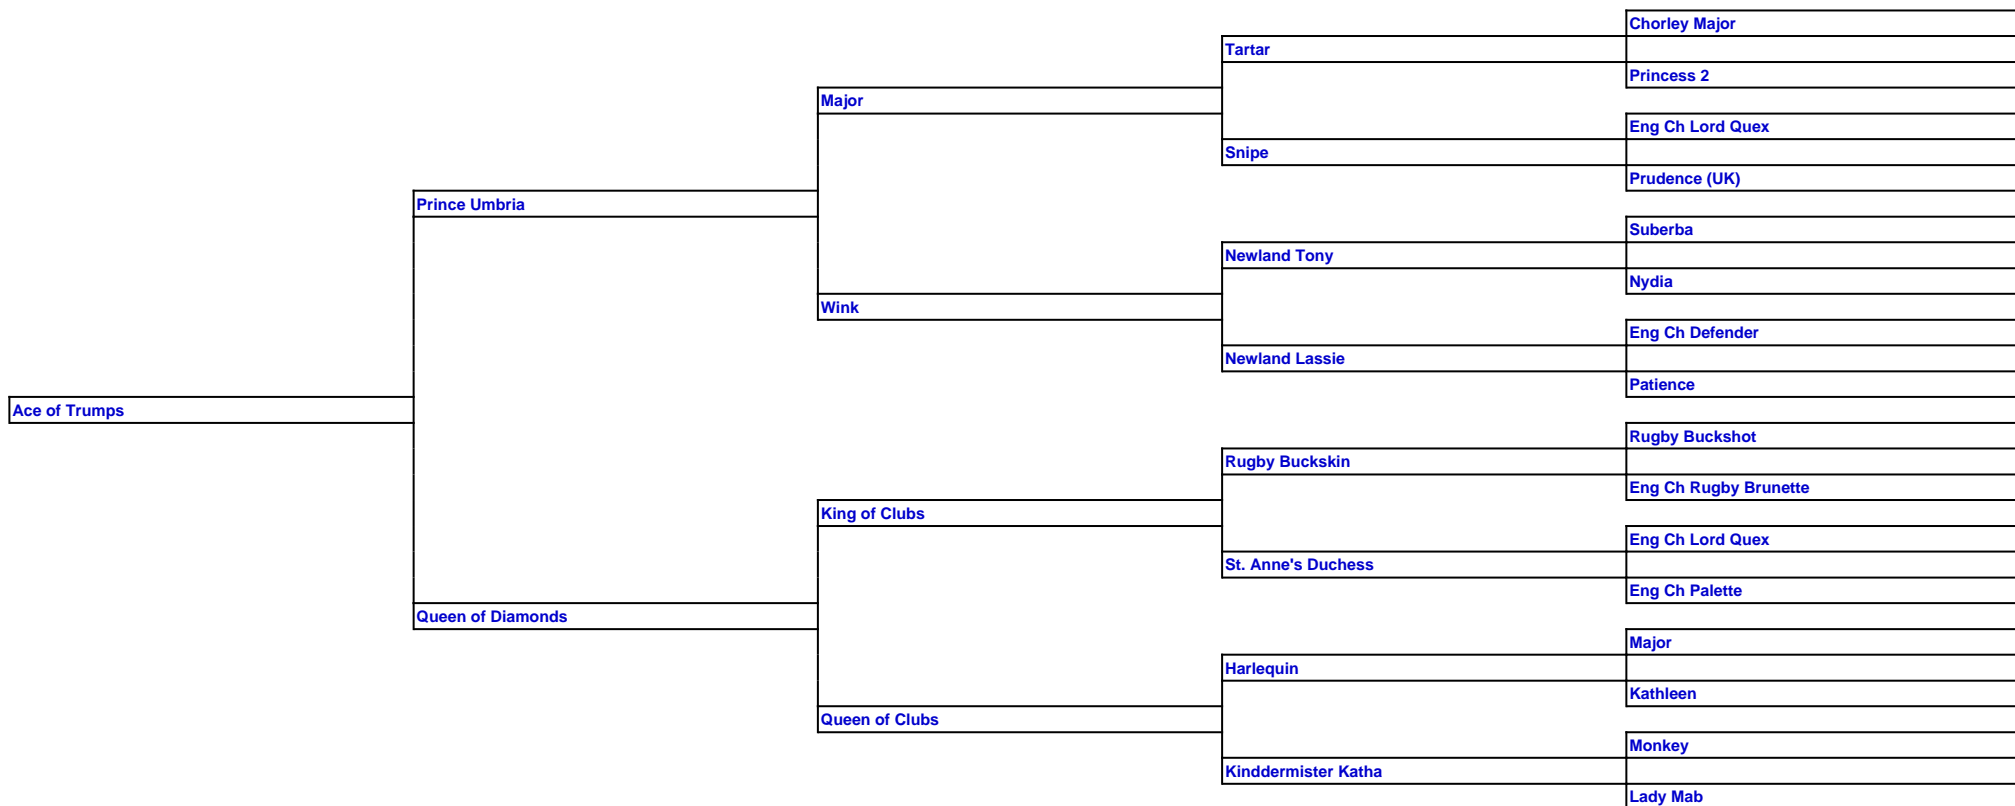 Chorley Major
Tartar
Princess 2
Major
Eng Ch Lord Quex
Snipe
Prudence (UK)
Prince Umbria
Suberba
Newland Tony
Nydia
Wink
Eng Ch Defender
Newland Lassie
Patience
Ace of Trumps
Rugby Buckshot
Rugby Buckskin
Eng Ch Rugby Brunette
King of Clubs
Eng Ch Lord Quex
St. Anne's Duchess
Eng Ch Palette
Queen of Diamonds
Major
Harlequin
Kathleen
Queen of Clubs
Monkey
Kinddermister Katha
Lady Mab